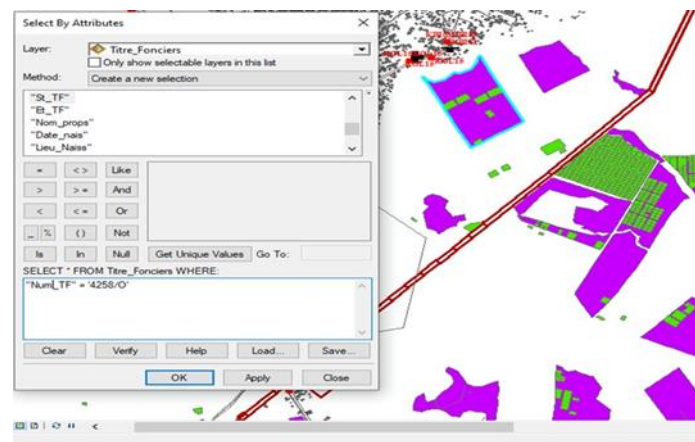 Select By Attributes
Layer: Titre_Fonciers
Only show selectable layers in this list
Method: Create a new selection
"St_TF"
"Et_TF"
"Nom_props"
"Date_nais"
"Lieu_Naiss"
= < > Like
> > = And
< < = Or
_ % ( ) Not
Is In Null Get Unique Values Go To:
SELECT * FROM Titre_Fonciers WHERE:
"Num_TF" = '4258/O'
Clear Verify Help Load... Save...
OK Apply Close